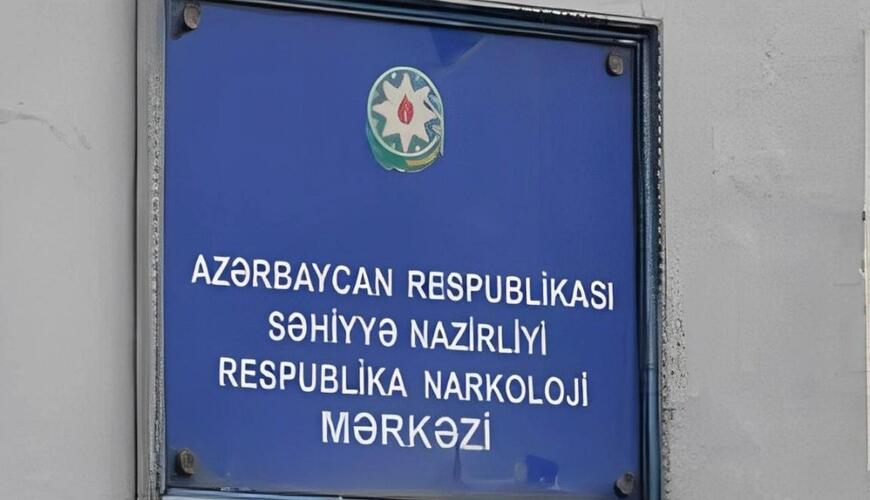 AZƏRBAYCAN RESPUBLİKASI
SƏHİYYƏ NAZİRLİYİ
RESPUBLİKA NARKOLOJİ
MƏRKƏZİ